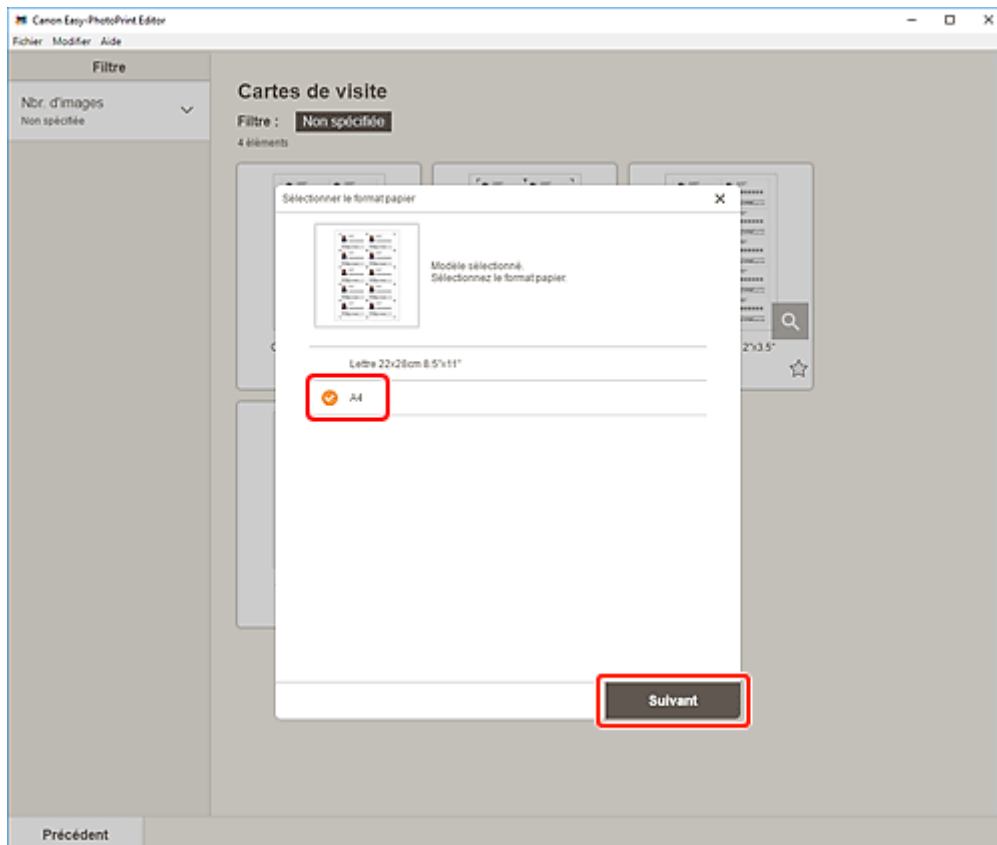 Canon Easy-PhotoPrint Editor
Fichier Modifier Aide
Filtre
Nbr. d'images
Non spécifiée
Cartes de visite
Filtre : Non spécifiée
4 éléments
Sélectionner le format papier
Modèle sélectionné.
Sélectionnez le format papier.
Lettre 22x28cm 8.5"x11"
A4
2"x3.5"
Suivant
Précédent